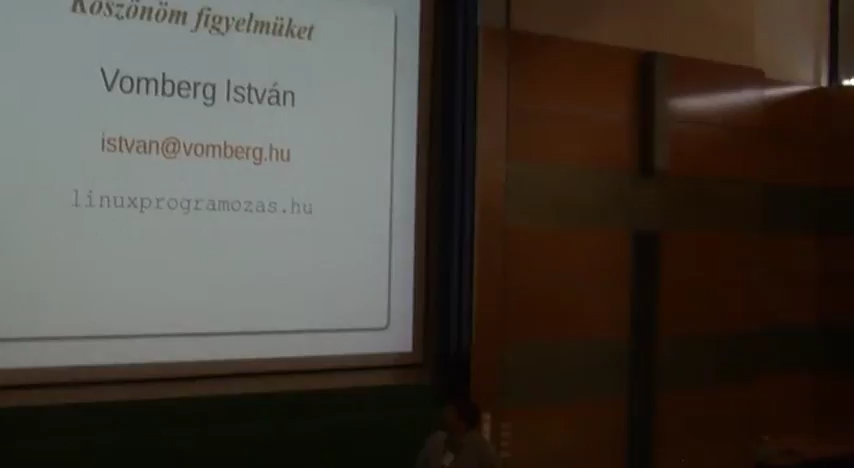 Köszönöm figyelmüket
Vomberg István
istvan@vomberg.hu
linuxprogramozas.hu